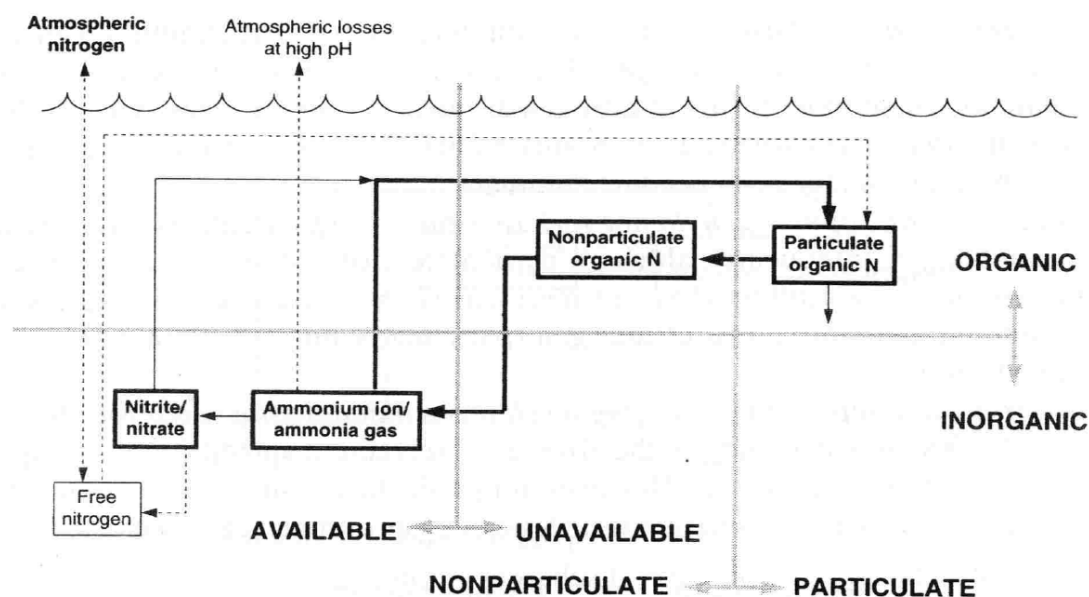 Atmospheric
nitrogen
Atmospheric losses
at high pH
Nonparticulate
organic N
Particulate
organic N
ORGANIC
Nitrite/
nitrate
Ammonium ion/
ammonia gas
INORGANIC
Free
nitrogen
AVAILABLE
UNAVAILABLE
NONPARTICULATE
PARTICULATE